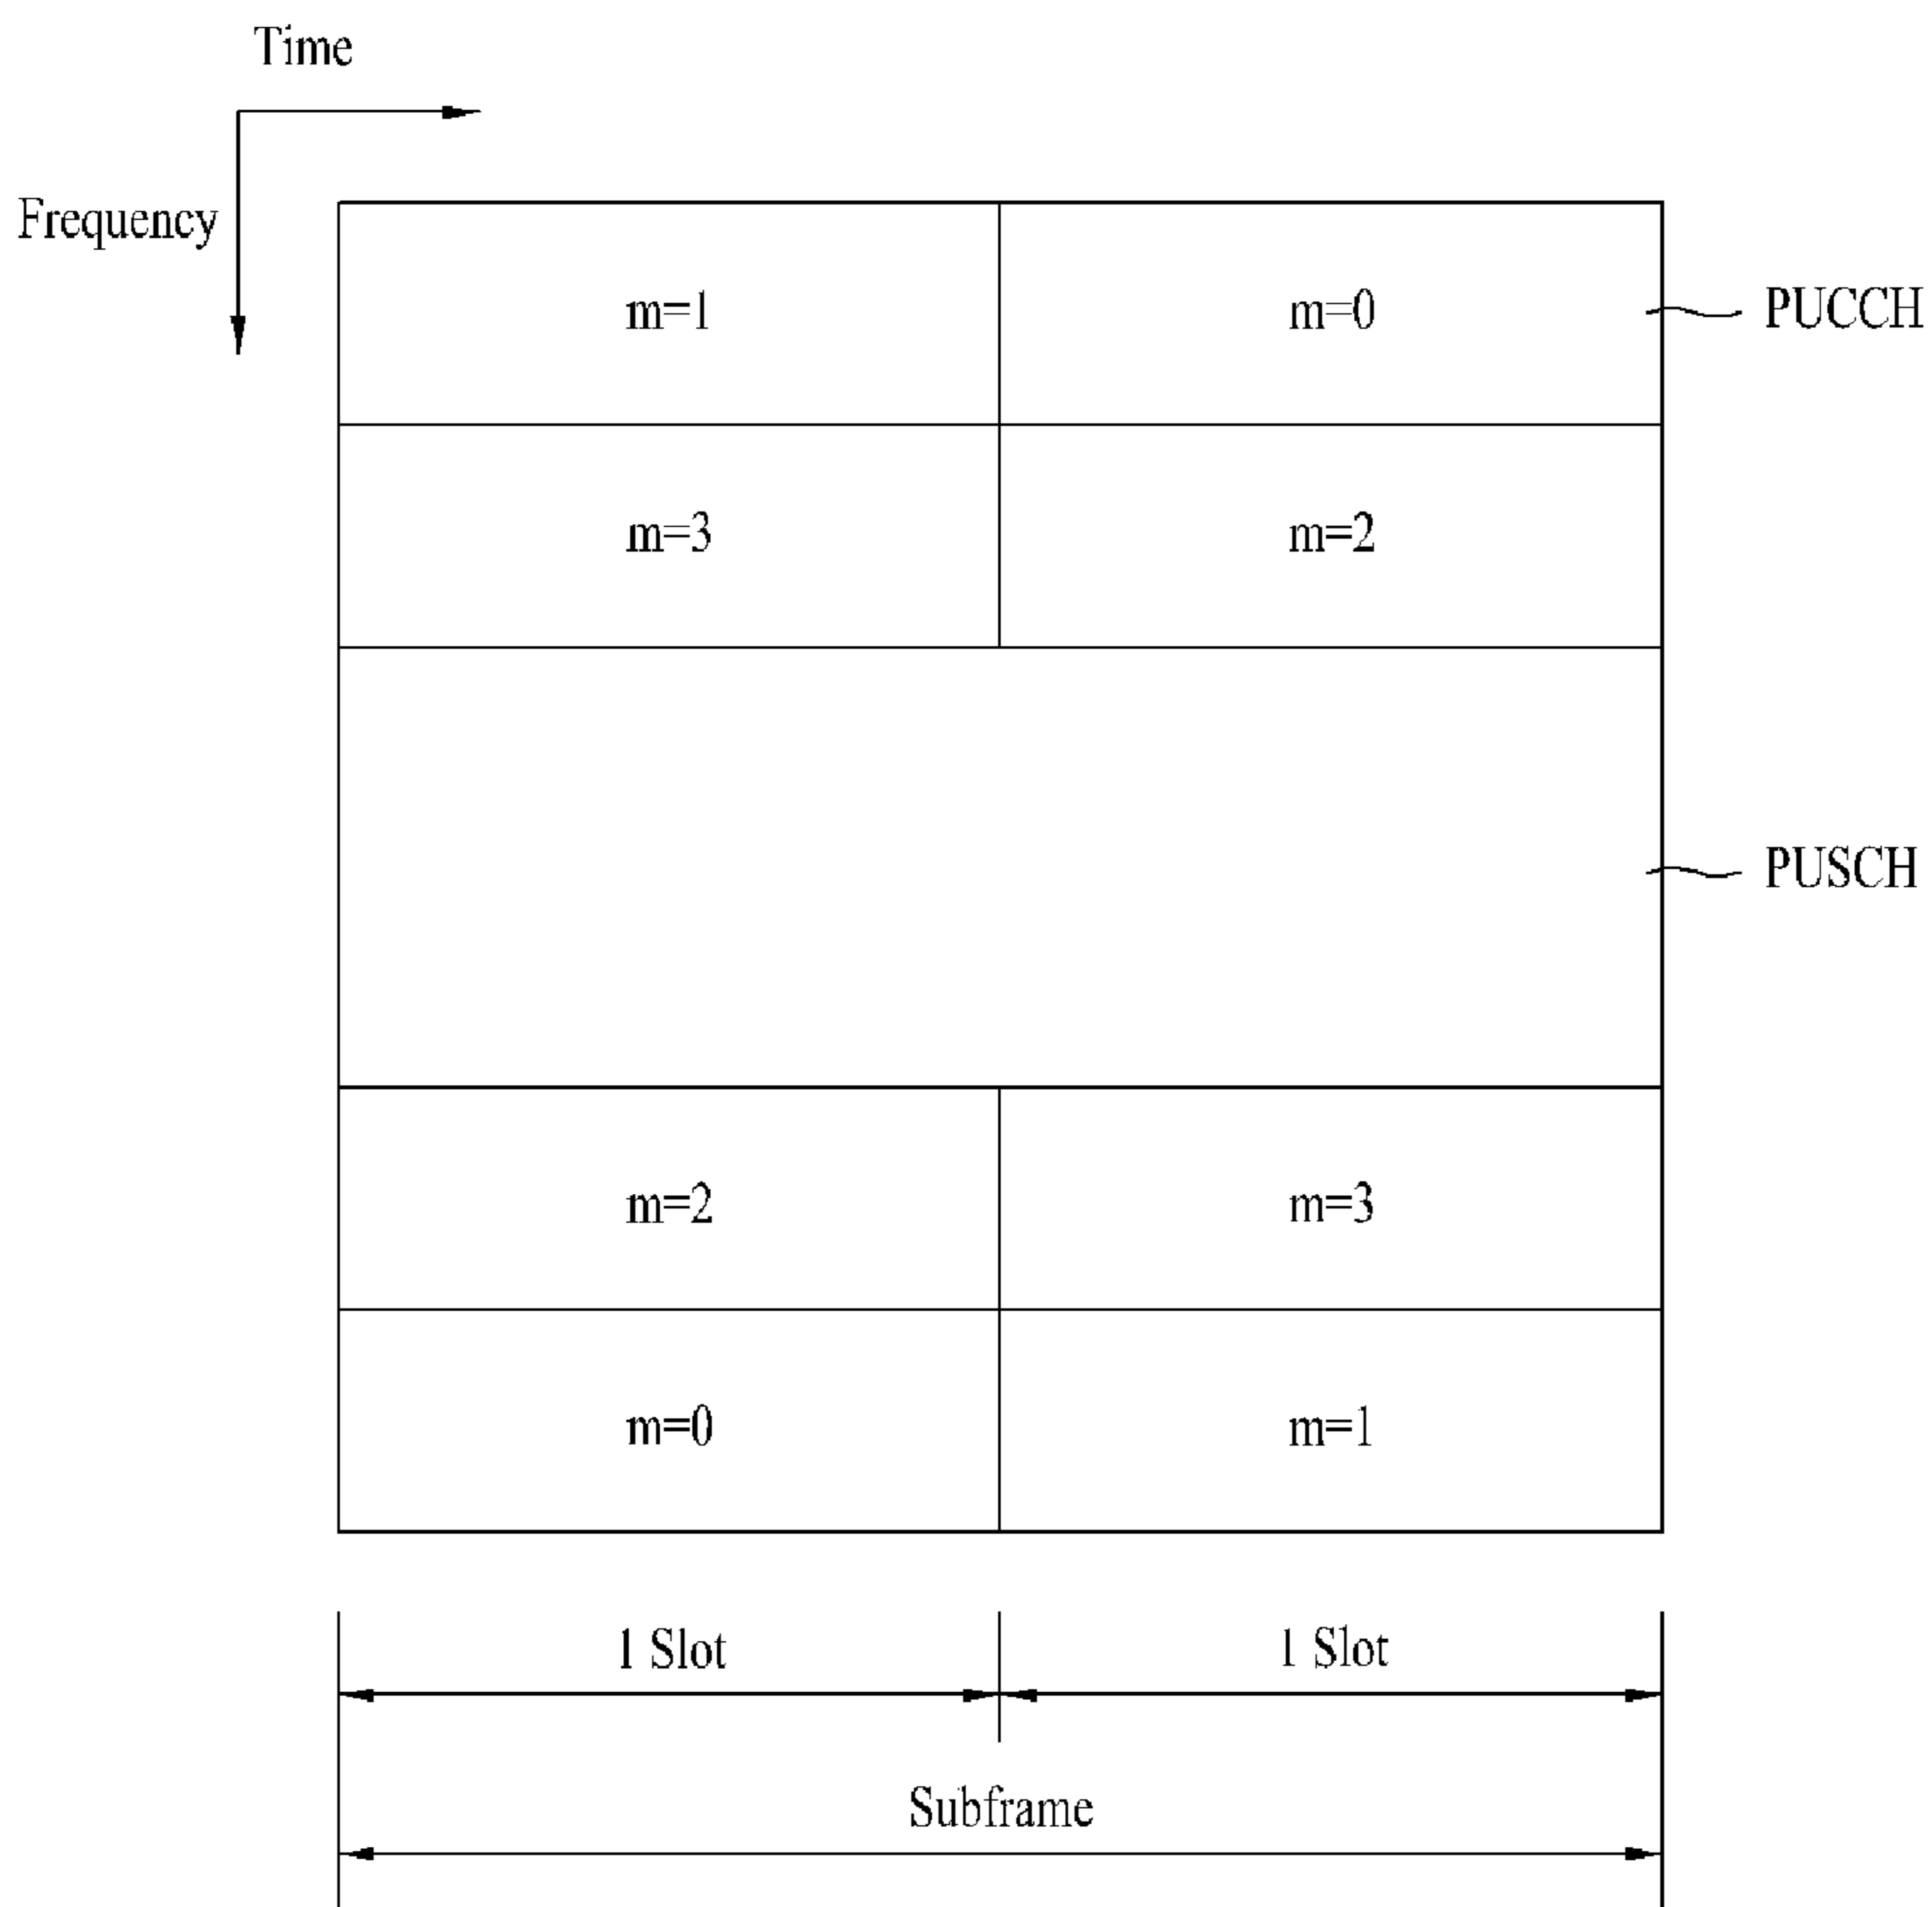 Time
Frequency
m=1 m=0 PUCCH
m=3 m=2
PUSCH
m=2 m=3
m=0 m=1
1 Slot 1 Slot
Subframe